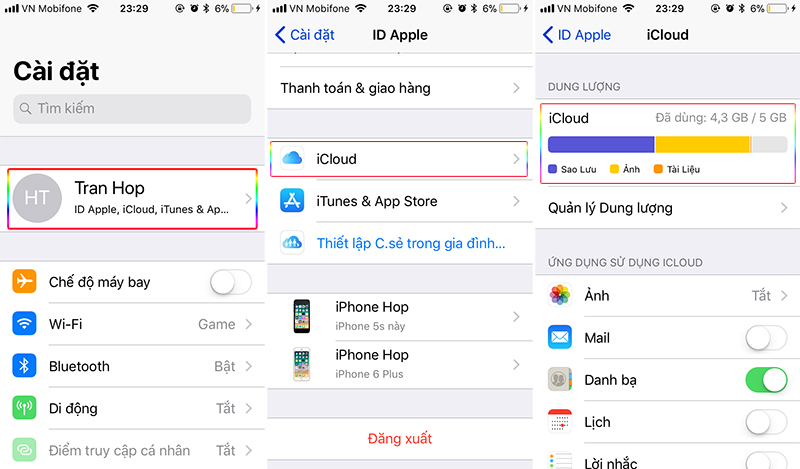 VN Mobifone 23:29 6%
Cài đặt
Tìm kiếm
HT
Tran Hop
ID Apple, iCloud, iTunes & Ap...
Chế độ máy bay
Wi-Fi Game
Bluetooth Bật
Di động Tắt
Điểm truy cập cá nhân Tắt
VN Mobifone 23:29 6%
Cài đặt ID Apple
Thanh toán & giao hàng
iCloud
iTunes & App Store
Thiết lập C.sẻ trong gia đình...
iPhone Hop
iPhone 5s này
iPhone Hop
iPhone 6 Plus
Đăng xuất
VN Mobifone 23:29 6%
ID Apple iCloud
DUNG LƯỢNG
iCloud Đã dùng: 4,3 GB / 5 GB
Sao Lưu Ảnh Tài Liệu
Quản lý Dung lượng
ỨNG DỤNG SỬ DỤNG ICLOUD
Ảnh Tắt
Mail
Danh bạ
Lịch
Lời nhắc